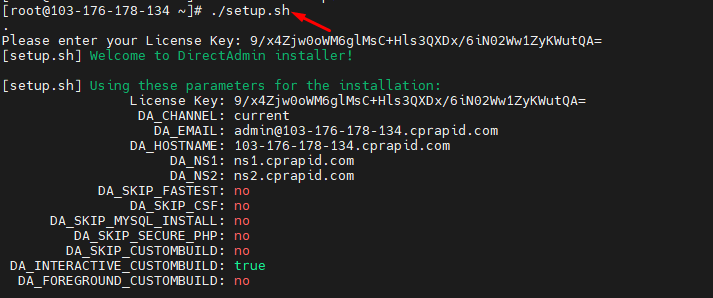 [root@103-176-178-134 ~]# ./setup.sh
.
Please enter your License Key: 9/x4Zjw0oWM6glMsC+Hls3QXDx/6iN02Ww1ZyKWutQA=
[setup.sh] Welcome to DirectAdmin installer!
[setup.sh] Using these parameters for the installation:
License Key: 9/x4Zjw0oWM6glMsC+Hls3QXDx/6iN02Ww1ZyKWutQA=
DA_CHANNEL: current
DA_EMAIL: admin@103-176-178-134.cprapid.com
DA_HOSTNAME: 103-176-178-134.cprapid.com
DA_NS1: ns1.cprapid.com
DA_NS2: ns2.cprapid.com
DA_SKIP_FASTEST: no
DA_SKIP_CSF: no
DA_SKIP_MYSQL_INSTALL: no
DA_SKIP_SECURE_PHP: no
DA_SKIP_CUSTOMBUILD: no
DA_INTERACTIVE_CUSTOMBUILD: true
DA_FOREGROUND_CUSTOMBUILD: no